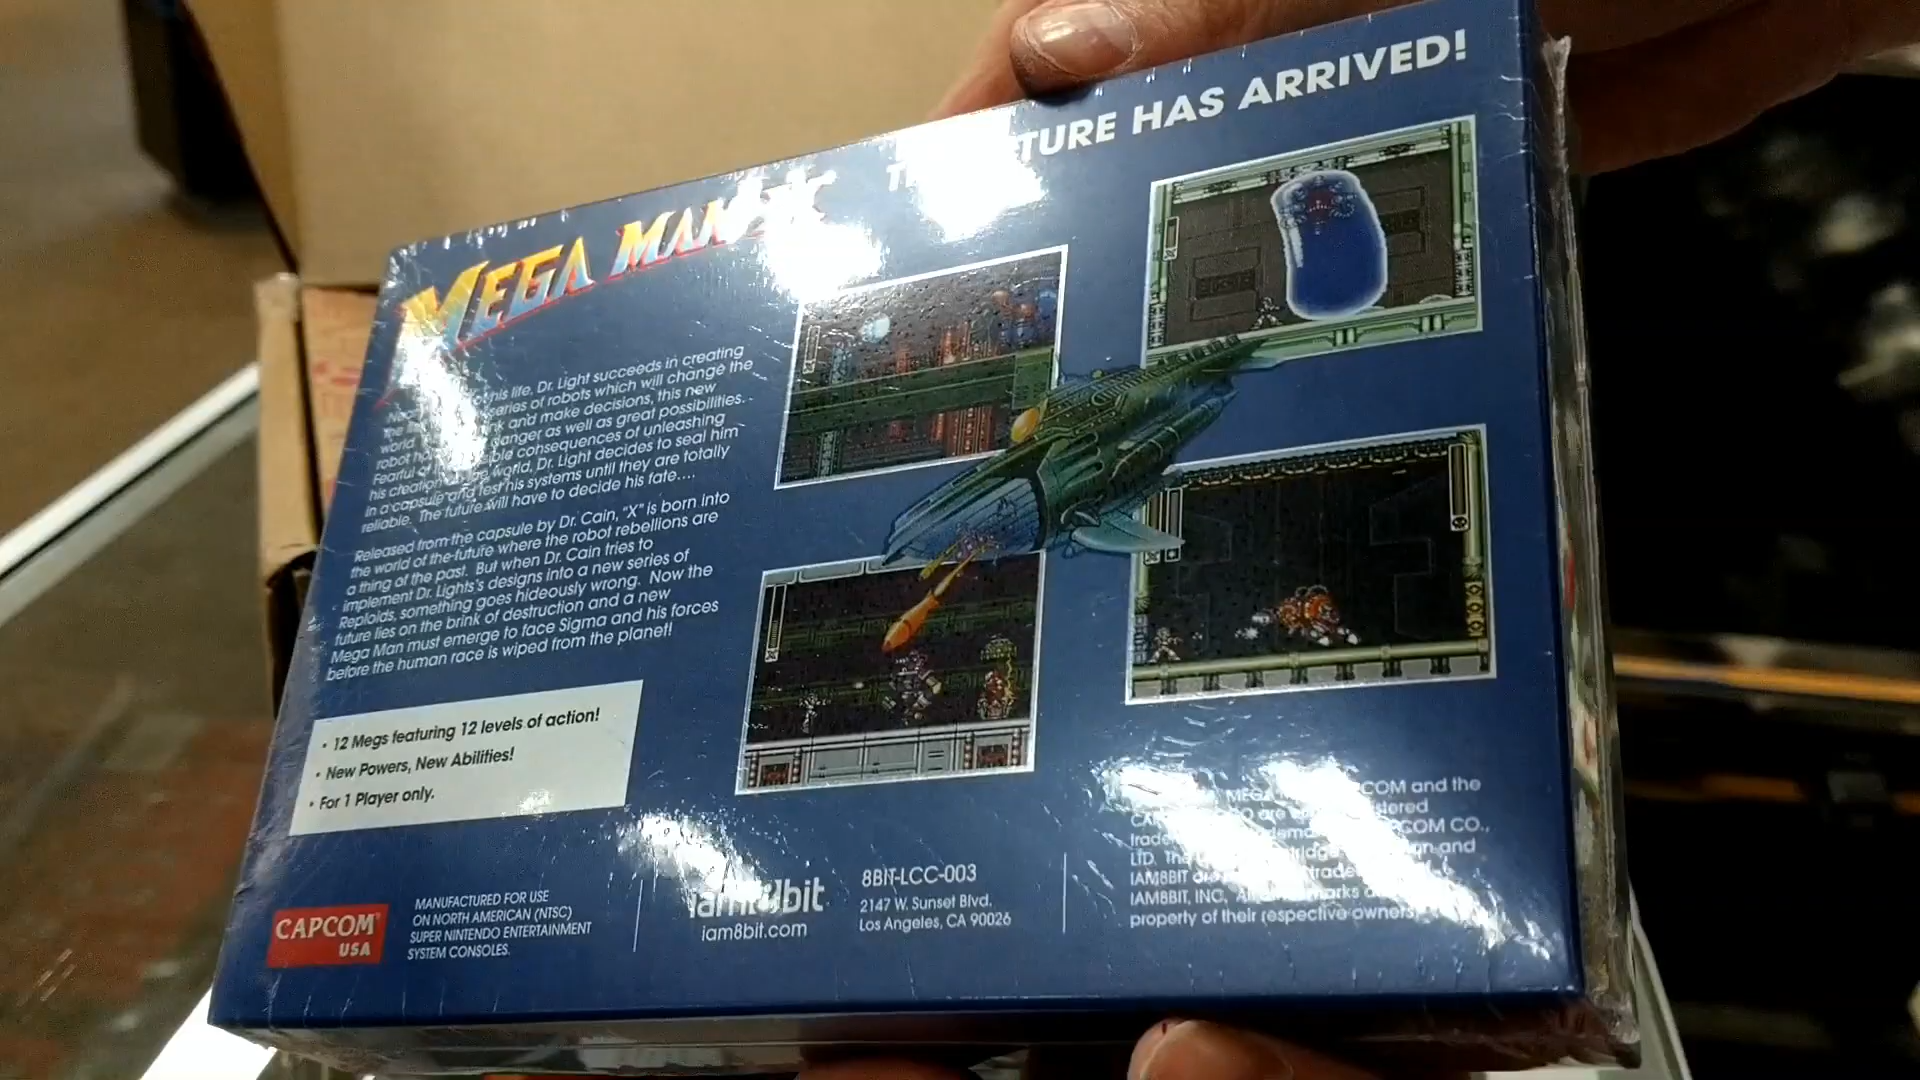 TURE HAS ARRIVED!
MEGA MAN X
his life, Dr. Light succeeds in creating
series of robots which will change the
and make decisions, this new
danger as well as great possibilities.
consequences of unleashing
his creation world, Dr. Light decides to seal him
in a capsule and test his systems until they are totally
reliable. The future will have to decide his fate....
Released from the capsule by Dr. Cain, "X" is born into
the world of the future where the robot rebellions are
a thing of the past. But when Dr. Cain tries to
implement Dr. Lights's designs into a new series of
Reploids, something goes hideously wrong. Now the
future lies on the brink of destruction and a new
Mega Man must emerge to face Sigma and his forces
before the human race is wiped from the planet!
• 12 Megs featuring 12 levels of action!
• New Powers, New Abilities!
• For 1 Player only.
CAPCOM
USA
MANUFACTURED FOR USE
ON NORTH AMERICAN (NTSC)
SUPER NINTENDO ENTERTAINMENT
SYSTEM CONSOLES.
iam8bit
iam8bit.com
8BIT-LCC-003
2147 W. Sunset Blvd.
Los Angeles, CA 90026
and the
COM CO.,
LTD. and
IAM8BIT
IAM8BIT, INC.
property of their respective owners.